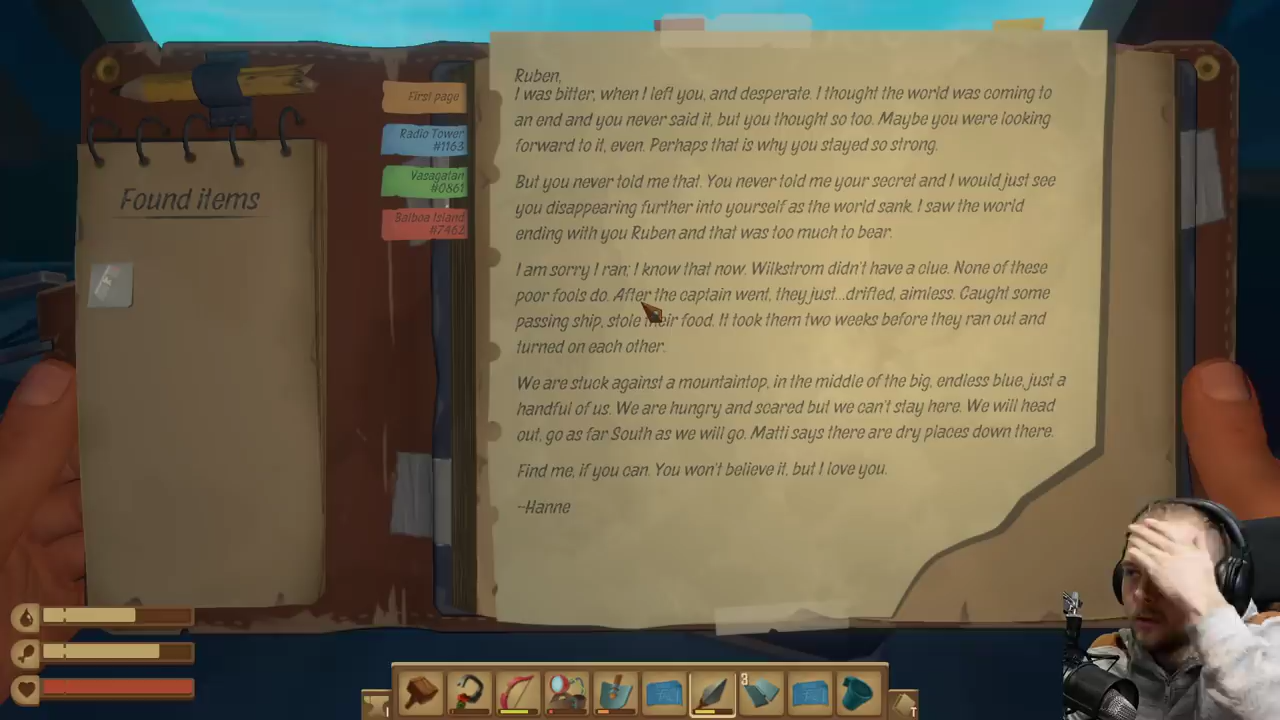 Found items
First page
Radio Tower
#1163
Vasagatan
#0861
Balboa Island
#7462
Ruben,
I was bitter, when I left you, and desperate. I thought the world was coming to
an end and you never said it, but you thought so too. Maybe you were looking
forward to it, even. Perhaps that is why you stayed so strong.
But you never told me that. You never told me your secret and I would just see
you disappearing further into yourself as the world sank. I saw the world
ending with you Ruben and that was too much to bear.
I am sorry I ran; I know that now. Wilkstrom didn't have a clue. None of these
poor fools do. After the captain went, they just...drifted, aimless. Caught some
passing ship, stole their food. It took them two weeks before they ran out and
turned on each other.
We are stuck against a mountaintop, in the middle of the big, endless blue, just a
handful of us. We are hungry and scared but we can't stay here. We will head
out, go as far South as we will go. Matti says there are dry places down there.
Find me, if you can. You won't believe it, but I love you.
--Hanne
3
I
T